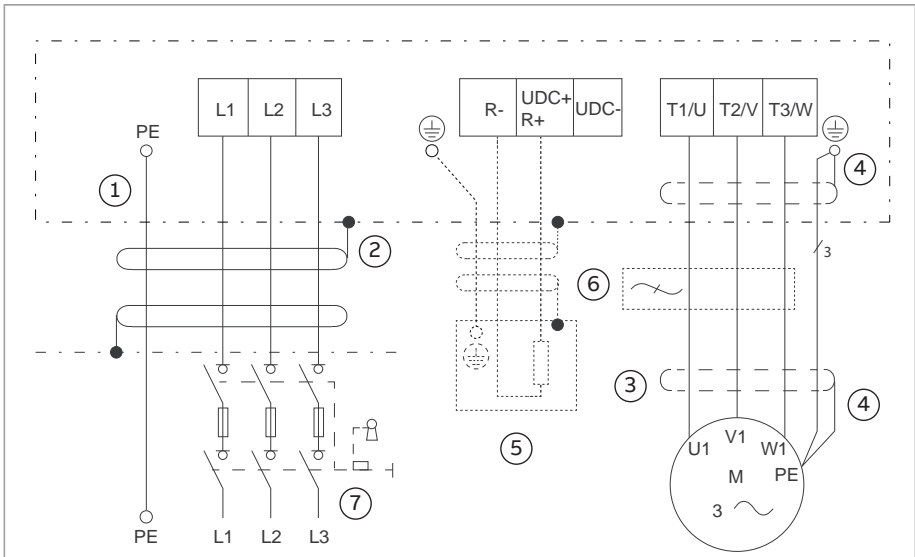 L1 L2 L3
R- UDC+ R+ UDC-
T1/U T2/V T3/W
PE
1
4
2
3
6
3
4
5
U1 V1 W1
M PE
3
7
PE L1 L2 L3